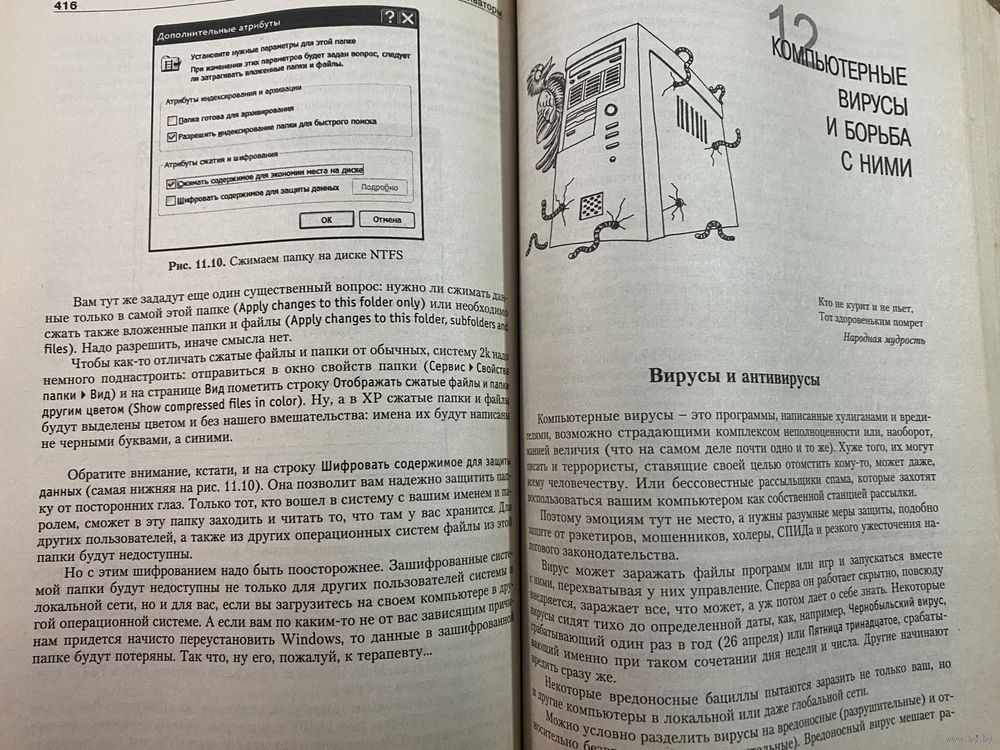 416
Дополнительные атрибуты
Установите нужные параметры для этой папке
При изменении этих параметров будет задан вопрос, следует
ли затрагивать вложенные папки и файлы.
Атрибуты индексирования и архивации
Папка готова для архивирования
Разрешить индексирование папки для быстрого поиска
Атрибуты сжатия и шифрования
Сжимать содержимое для экономии места на диске
Шифровать содержимое для защиты данных
Подробно
ОК
Отмена
Рис. 11.10. Сжимаем папку на диске NTFS
Вам тут же зададут еще один существенный вопрос: нужно ли сжимать дан-
ные только в самой этой папке (Apply changes to this folder only) или необходимо
сжать также вложенные папки и файлы (Apply changes to this folder, subfolders and
files). Надо разрешить, иначе смысла нет.
Чтобы как-то отличать сжатые файлы и папки от обычных, систему 2k надо
немного поднастроить: отправиться в окно свойств папки (Сервис ▸ Свойства
папки ▸ Вид) и на странице Вид пометить строку Отображать сжатые файлы и папки
другим цветом (Show compressed files in color). Ну, а в XP сжатые файлы и папки
будут выделены цветом и без нашего вмешательства: имена их будут написаны
не черными буквами, а синими.
Обратите внимание, кстати, и на строку Шифровать содержимое для защиты
данных (самая нижняя на рис. 11.10). Она позволит вам надежно защитить пап-
ку от посторонних глаз. Только тот, кто вошел в систему с вашим именем и па-
ролем, сможет в эту папку заходить и читать то, что там у вас хранится. Для
других пользователей, а также из других операционных систем файлы из этой
папки будут недоступны.
Но с этим шифрованием надо быть поосторожнее. Зашифрованные систе-
мой папки будут недоступны не только для других пользователей системы и
локальной сети, но и для вас, если вы загрузитесь на своем компьютере в дру-
гой операционной системе. А если вам по каким-то не от вас зависящим причи-
нам придется начисто переустановить Windows, то данные в зашифрованной
папке будут потеряны. Так что, ну его, пожалуй, к терапевту...
12
КОМПЬЮТЕРНЫЕ
ВИРУСЫ
И БОРЬБА
С НИМИ
Кто не курит и не пьет,
Тот здоровеньким помрет
Народная мудрость
Вирусы и антивирусы
Компьютерные вирусы — это программы, написанные хулиганами и вреди-
телями, возможно страдающими комплексом неполноценности или, наоборот,
манией величия (что на самом деле почти одно и то же). Хуже того, их могут
писать и террористы, ставящие своей целью отомстить кому-то, может даже,
всему человечеству. Или бессовестные рассыльщики спама, которые захотят
воспользоваться вашим компьютером как собственной станцией рассылки.
Поэтому эмоциям тут не место, а нужны разумные меры защиты, подобно
защите от рэкетиров, мошенников, холеры, СПИДа и резкого ужесточения на-
логового законодательства.
Вирус может заражать файлы программ или игр и запускаться вместе
с ними, перехватывая у них управление. Сперва он работает скрытно, повсюду
внедряется, заражает все, что может, а уж потом дает о себе знать. Некоторые
вирусы сидят тихо до определенной даты, как, например, Чернобыльский вирус,
срабатывающий один раз в год (26 апреля) или Пятница тринадцатое, срабаты-
вающий именно при таком сочетании дня недели и числа. Другие начинают
вредить сразу же.
Некоторые вредоносные бациллы пытаются заразить не только ваш, но
и другие компьютеры в локальной или даже глобальной сети.
Можно условно разделить вирусы на вредоносные (разрушительные) и от-
носительно Вредоносный вирус мешает ра-
www.ay.by